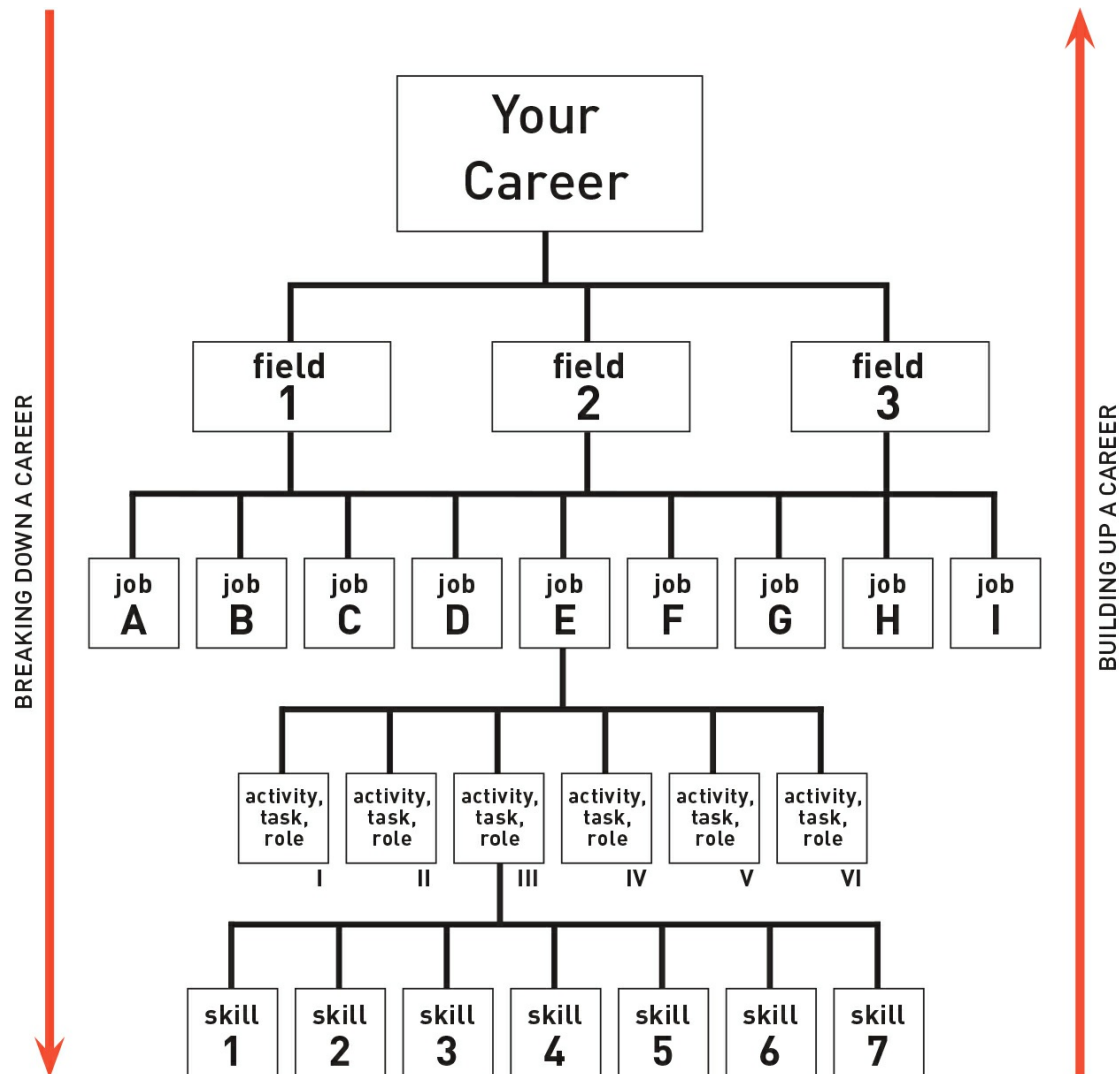 Your
Career
BREAKING DOWN A CAREER
BUILDING UP A CAREER
field
1
field
2
field
3
job
A
job
B
job
C
job
D
job
E
job
F
job
G
job
H
job
I
activity,
task,
role
I
activity,
task,
role
II
activity,
task,
role
III
activity,
task,
role
IV
activity,
task,
role
V
activity,
task,
role
VI
skill
1
skill
2
skill
3
skill
4
skill
5
skill
6
skill
7